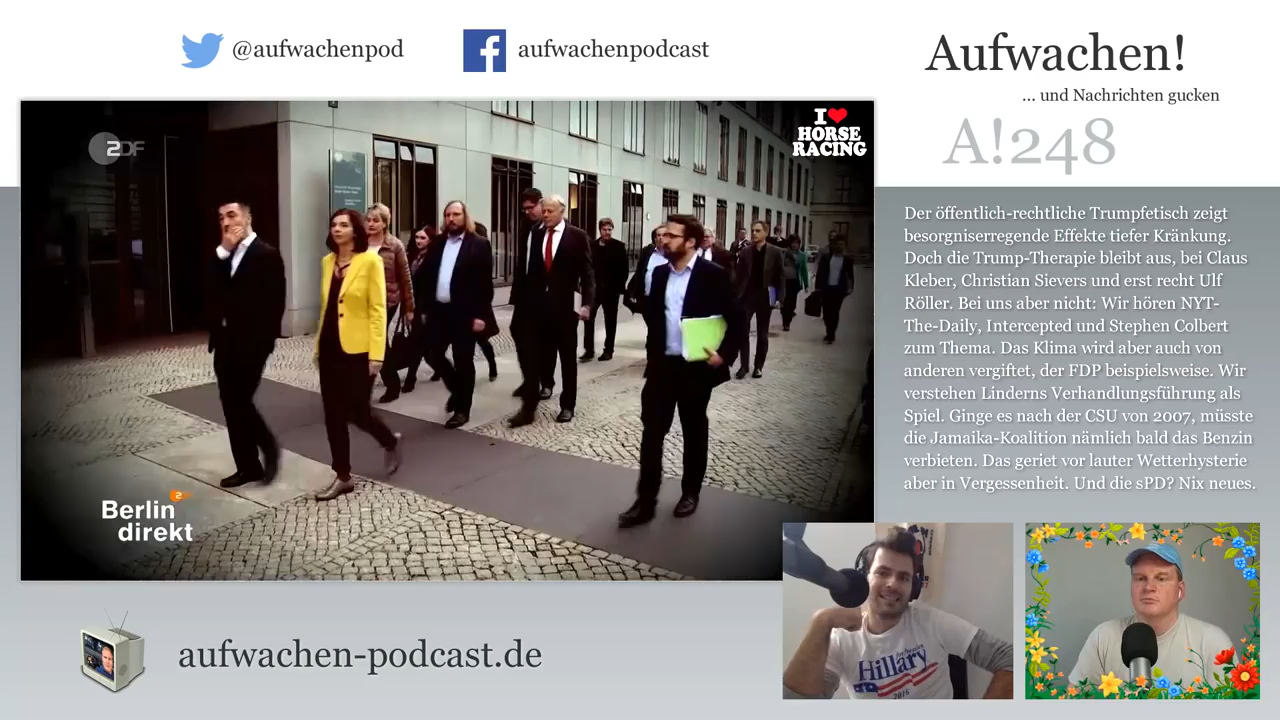 @aufwachenpod
aufwachenpodcast
Aufwachen!
... und Nachrichten gucken
A!248
ZDF
I
HORSE
RACING
Der öffentlich-rechtliche Trumpfetisch zeigt
besorgniserregende Effekte tiefer Kränkung.
Doch die Trump-Therapie bleibt aus, bei Claus
Kleber, Christian Sievers und erst recht Ulf
Röller. Bei uns aber nicht: Wir hören NYT-
The-Daily, Intercepted und Stephen Colbert
zum Thema. Das Klima wird aber auch von
anderen vergiftet, der FDP beispielsweise. Wir
verstehen Linderns Verhandlungsführung als
Spiel. Ginge es nach der CSU von 2007, müsste
die Jamaika-Koalition nämlich bald das Benzin
verbieten. Das geriet vor lauter Wetterhysterie
aber in Vergessenheit. Und die sPD? Nix neues.
Berlin
direkt
Hillary
2016
aufwachen-podcast.de